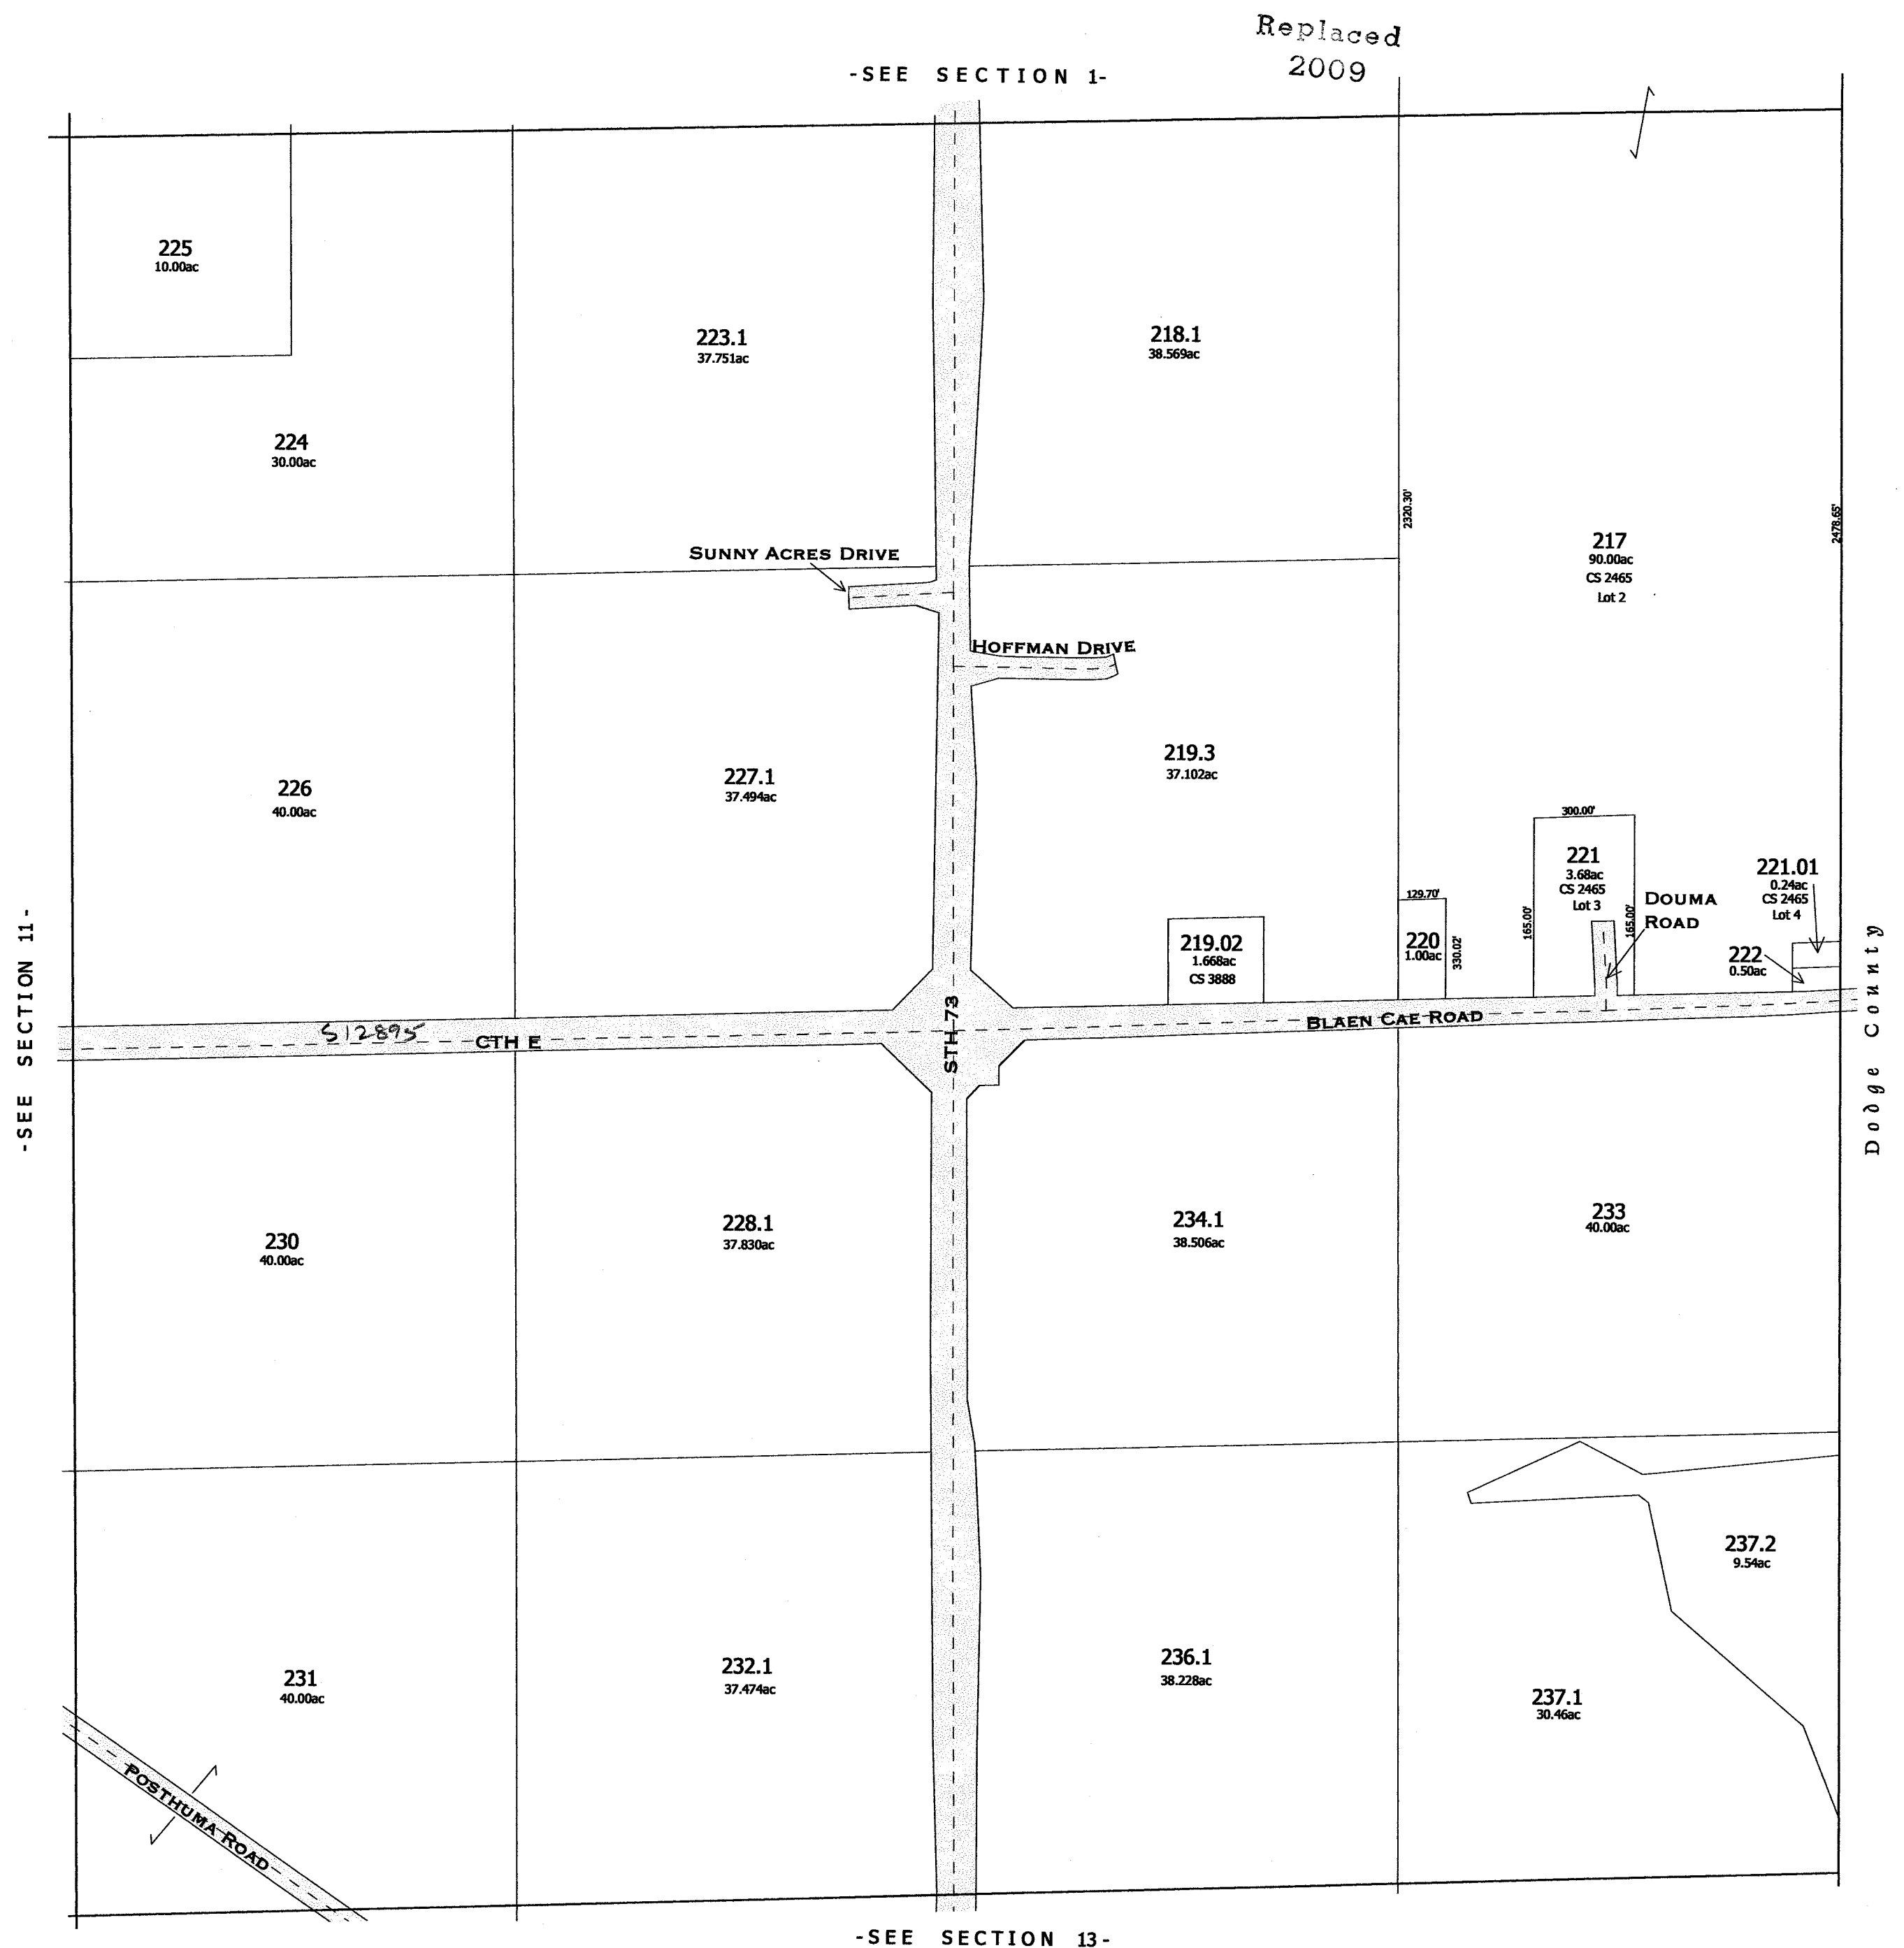 Replaced
2009
-SEE SECTION 1-
225
10.00ac
223.1
37.751ac
218.1
38.569ac
224
30.00ac
2320.30'
2478.65'
217
90.00ac
CS 2465
Lot 2
SUNNY ACRES DRIVE
HOFFMAN DRIVE
226
40.00ac
227.1
37.494ac
219.3
37.102ac
300.00'
221
3.68ac
CS 2465
Lot 3
165.00'
165.00'
DOUMA
ROAD
221.01
0.24ac
CS 2465
Lot 4
129.70'
220
1.00ac
330.02'
219.02
1.668ac
CS 3888
222
0.50ac
-SEE SECTION 11-
Dodge County
S12895
CTH E
STH 73
BLAEN CAE ROAD
230
40.00ac
228.1
37.830ac
234.1
38.506ac
233
40.00ac
237.2
9.54ac
231
40.00ac
232.1
37.474ac
236.1
38.228ac
237.1
30.46ac
POSTHUMA ROAD
-SEE SECTION 13-